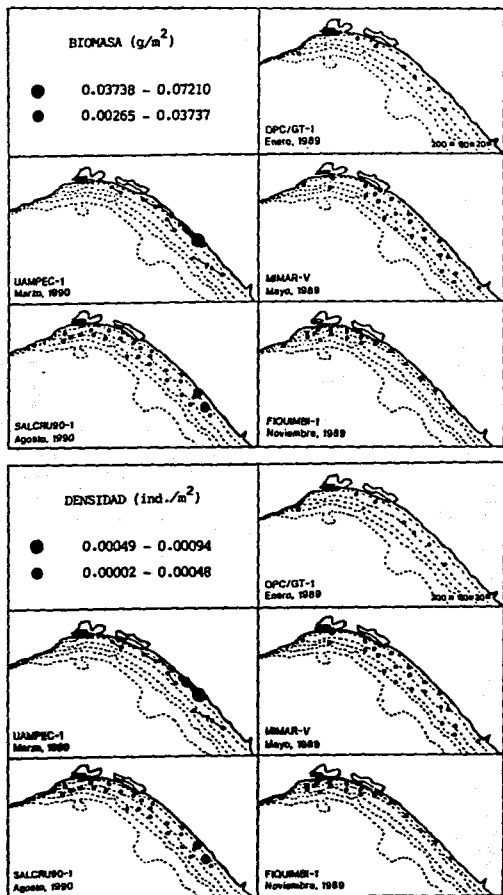 BIOMASA (g/m²)
0.03738 - 0.07210
0.00265 - 0.03737
OPC/GT-1
Enero, 1989
UAMPEC-1
Marzo, 1990
MIMAR-V
Mayo, 1989
SALCRU90-1
Agosto, 1990
FIQUIMBI-1
Noviembre, 1989
DENSIDAD (ind./m²)
0.00049 - 0.00094
0.00002 - 0.00048
OPC/GT-1
Enero, 1989
UAMPEC-1
Marzo, 1989
MIMAR-V
Mayo, 1989
SALCRU90-1
Agosto, 1990
FIQUIMBI-1
Noviembre, 1989